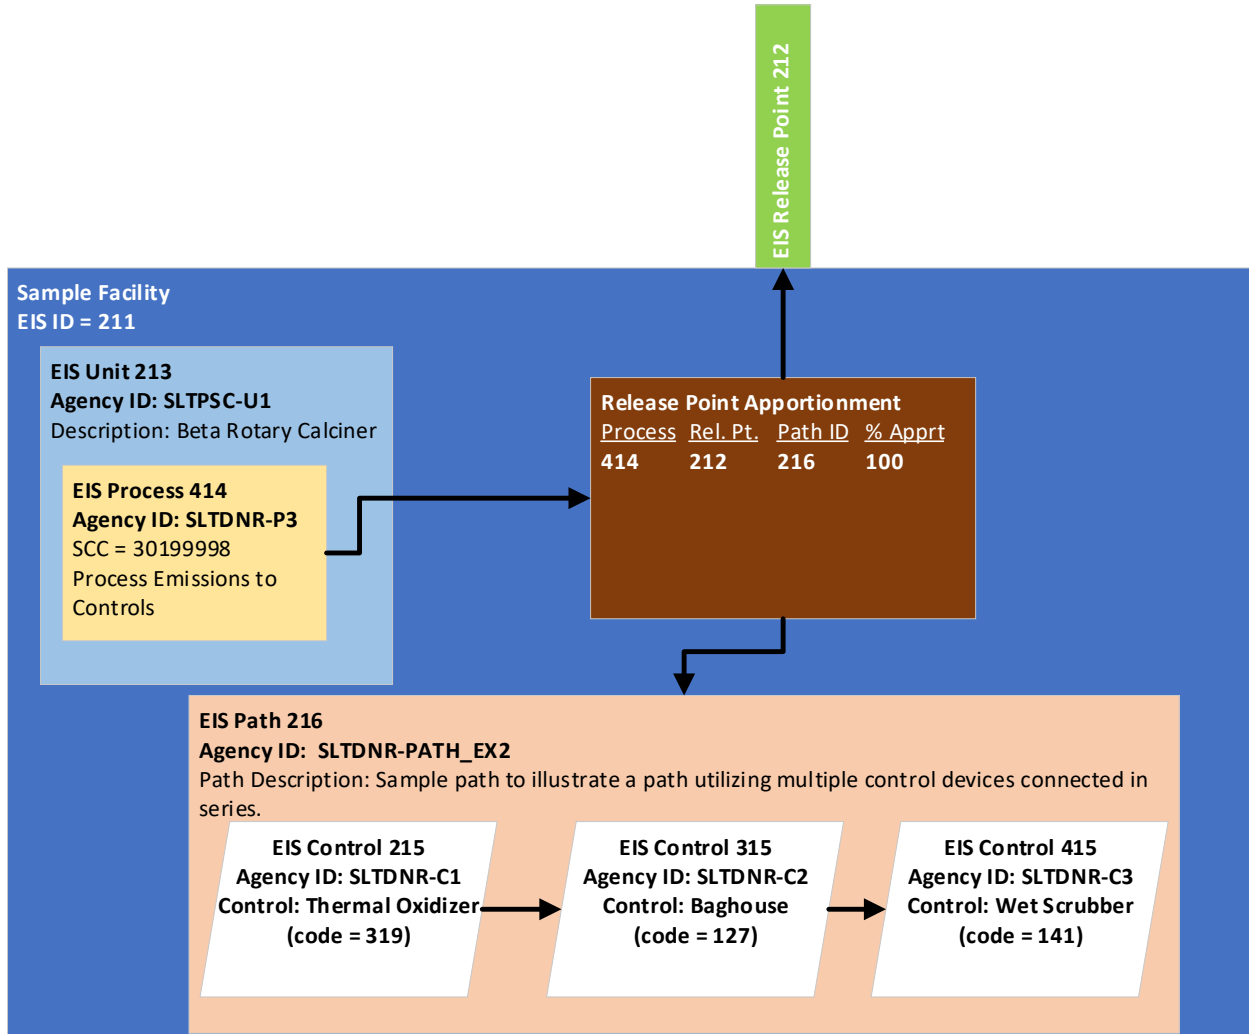 EIS Release Point 212
Sample Facility
EIS ID = 211
EIS Unit 213
Agency ID: SLTPSC-U1
Description: Beta Rotary Calciner
EIS Process 414
Agency ID: SLTDNR-P3
SCC = 30199998
Process Emissions to
Controls
Release Point Apportionment
Process Rel. Pt. Path ID % Apprt
414 212 216 100
EIS Path 216
Agency ID: SLTDNR-PATH_EX2
Path Description: Sample path to illustrate a path utilizing multiple control devices connected in
series.
EIS Control 215
Agency ID: SLTDNR-C1
Control: Thermal Oxidizer
(code = 319)
EIS Control 315
Agency ID: SLTDNR-C2
Control: Baghouse
(code = 127)
EIS Control 415
Agency ID: SLTDNR-C3
Control: Wet Scrubber
(code = 141)